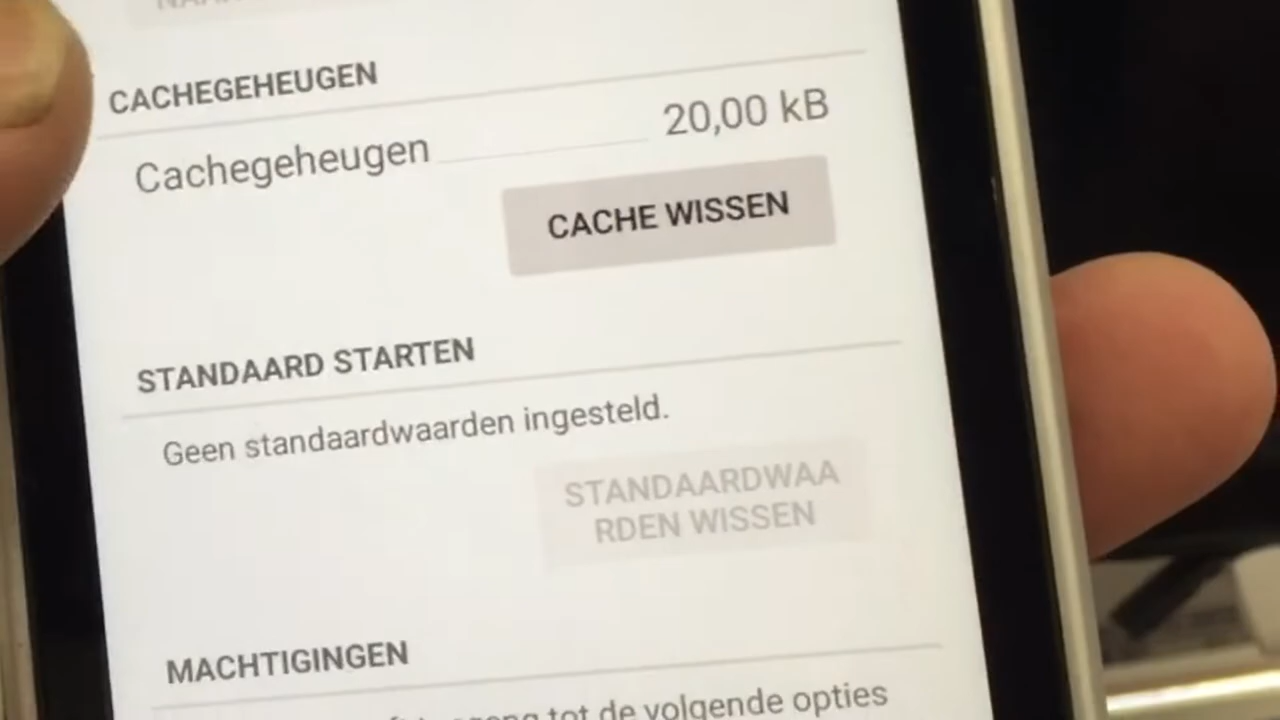 CACHEGEHEUGEN
Cachegeheugen 20,00 kB
CACHE WISSEN
STANDAARD STARTEN
Geen standaardwaarden ingesteld.
STANDAARDWAA
RDEN WISSEN
MACHTIGINGEN
tot de volgende opties